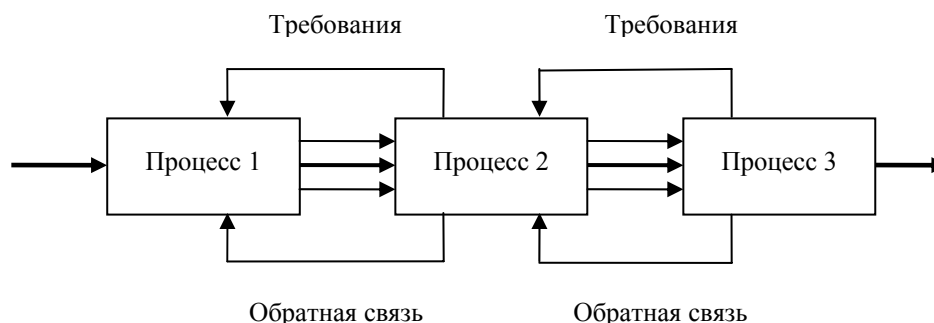 Требования Требования
Процесс 1 Процесс 2 Процесс 3
Обратная связь Обратная связь